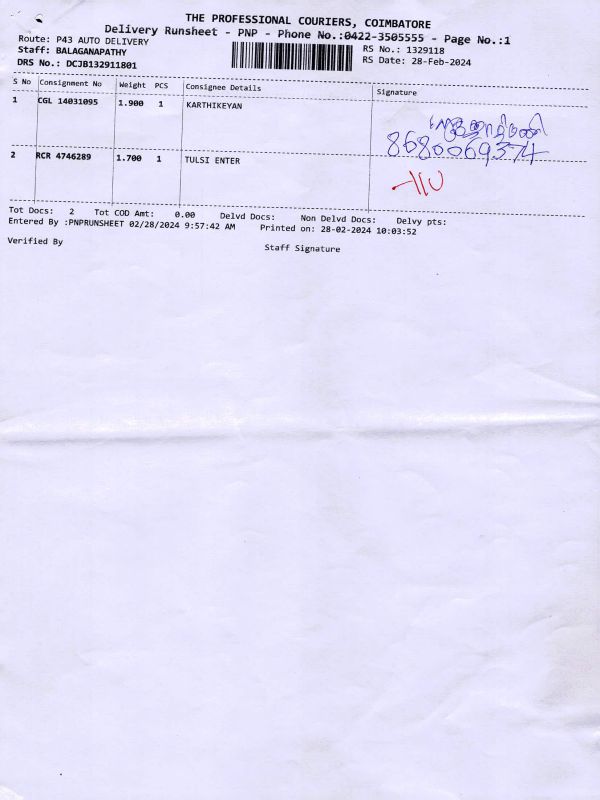 THE PROFESSIONAL COURIERS, COIMBATORE
Delivery Runsheet - PNP - Phone No.:0422-3505555 - Page No.:1
Route: P43 AUTO DELIVERY
RS No.: 1329118
Staff: BALAGANAPATHY
RS Date: 28-Feb-2024
DRS No.: DCJB132911801
S No Consignment No Weight PCS Consignee Details Signature
1 CGL 14031095 1.900 1 KARTHIKEYAN
8680069374
2 RCR 4746289 1.700 1 TULSI ENTER
Tot Docs: 2 Tot COD Amt: 0.00 Delvd Docs: Non Delvd Docs: Delvy pts:
Entered By :PNPRUNSHEET 02/28/2024 9:57:42 AM Printed on: 28-02-2024 10:03:52
Verified By
Staff Signature